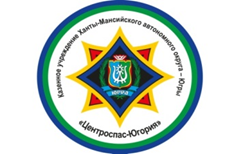 Казенное учреждение Ханты-Мансийского автономного округа – Югры
«Центроспас-Югория»